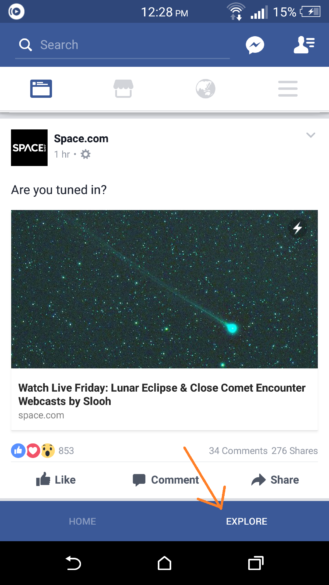 12:28 PM
15%
Search
SPACE
Space.com
1 hr
Are you tuned in?
Watch Live Friday: Lunar Eclipse & Close Comet Encounter
Webcasts by Slooh
space.com
853
34 Comments 276 Shares
Like
Comment
Share
HOME
EXPLORE